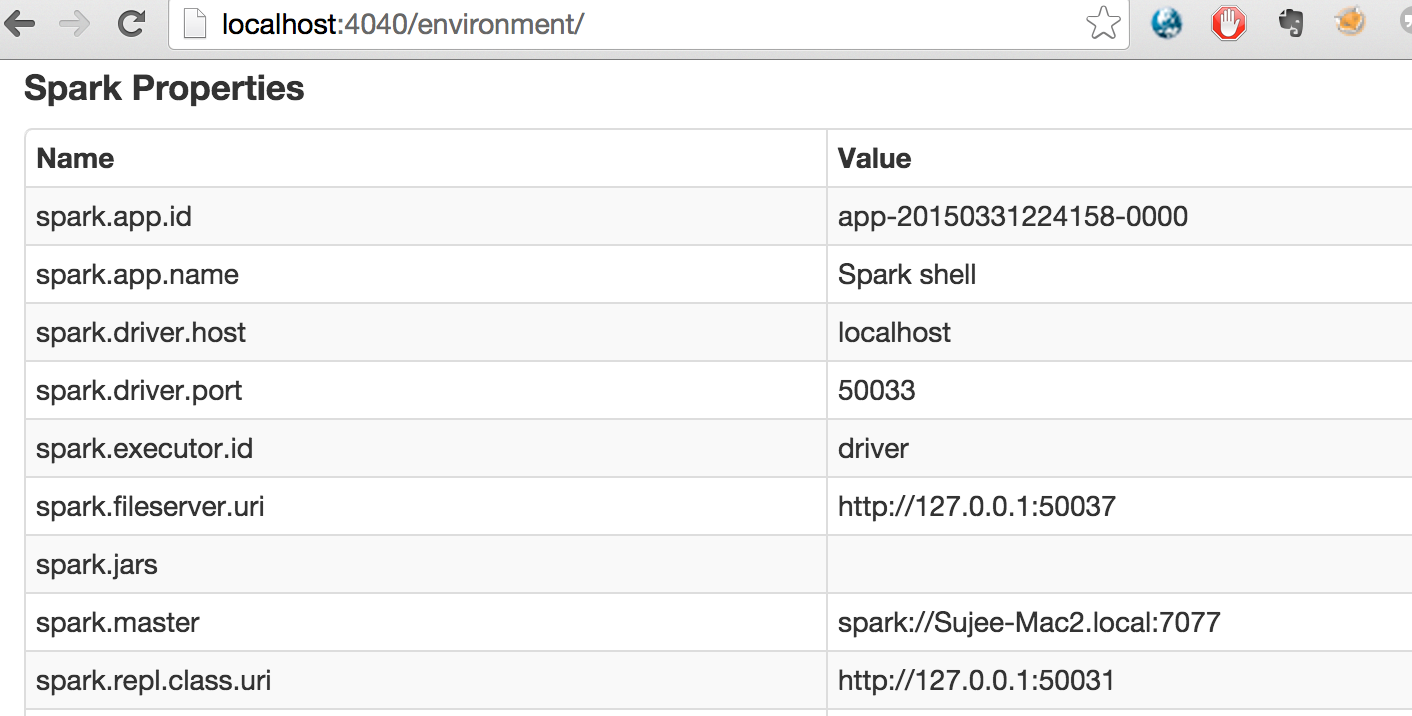 localhost:4040/environment/
Spark Properties
Name Value
spark.app.id app-20150331224158-0000
spark.app.name Spark shell
spark.driver.host localhost
spark.driver.port 50033
spark.executor.id driver
spark.fileserver.uri http://127.0.0.1:50037
spark.jars
spark.master spark://Sujee-Mac2.local:7077
spark.repl.class.uri http://127.0.0.1:50031